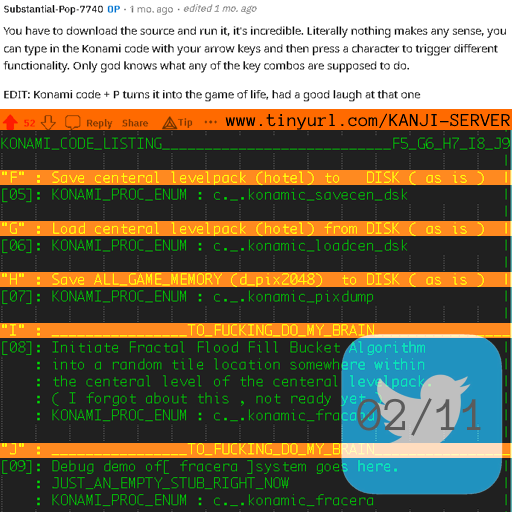 Substantial-Pop-7740 OP · 1 mo. ago · edited 1 mo. ago
You have to download the source and run it, it's incredible. Literally nothing makes any sense, you
can type in the Konami code with your arrow keys and then press a character to trigger different
functionality. Only god knows what any of the key combos are supposed to do.
EDIT: Konami code + P turns it into the game of life, had a good laugh at that one
52 Reply Share Tip ··· www.tinyurl.com/KANJI-SERVER
KONAMI_CODE_LISTING__________________________F5_G6_H7_I8_J9
"F" : Save centeral levelpack (hotel) to DISK ( as is )
[05]: KONAMI_PROC_ENUM : c._.konamic_savecen_dsk
"G" : Load centeral levelpack (hotel) from DISK ( as is )
[06]: KONAMI_PROC_ENUM : c._.konamic_loadcen_dsk
"H" : Save ALL_GAME_MEMORY (d_pix2048) to DISK ( as is )
[07]: KONAMI_PROC_ENUM : c._.konamic_pixdump
"I" : ________________TO_FUCKING_DO_MY_BRAIN________________
[08]: Initiate Fractal Flood Fill Bucket Algorithm
into a random tile location somewhere within
the centeral level of the centeral levelpack.
( I forgot about this , not ready yet
KONAMI_PROC_ENUM : c._.konamic_fracabu
02/11
"J" : ________________TO_FUCKING_DO_MY_BRAIN________________
[09]: Debug demo of[ fracera ]system goes here.
JUST_AN_EMPTY_STUB_RIGHT_NOW
KONAMI_PROC_ENUM : c._.konamic_fracera